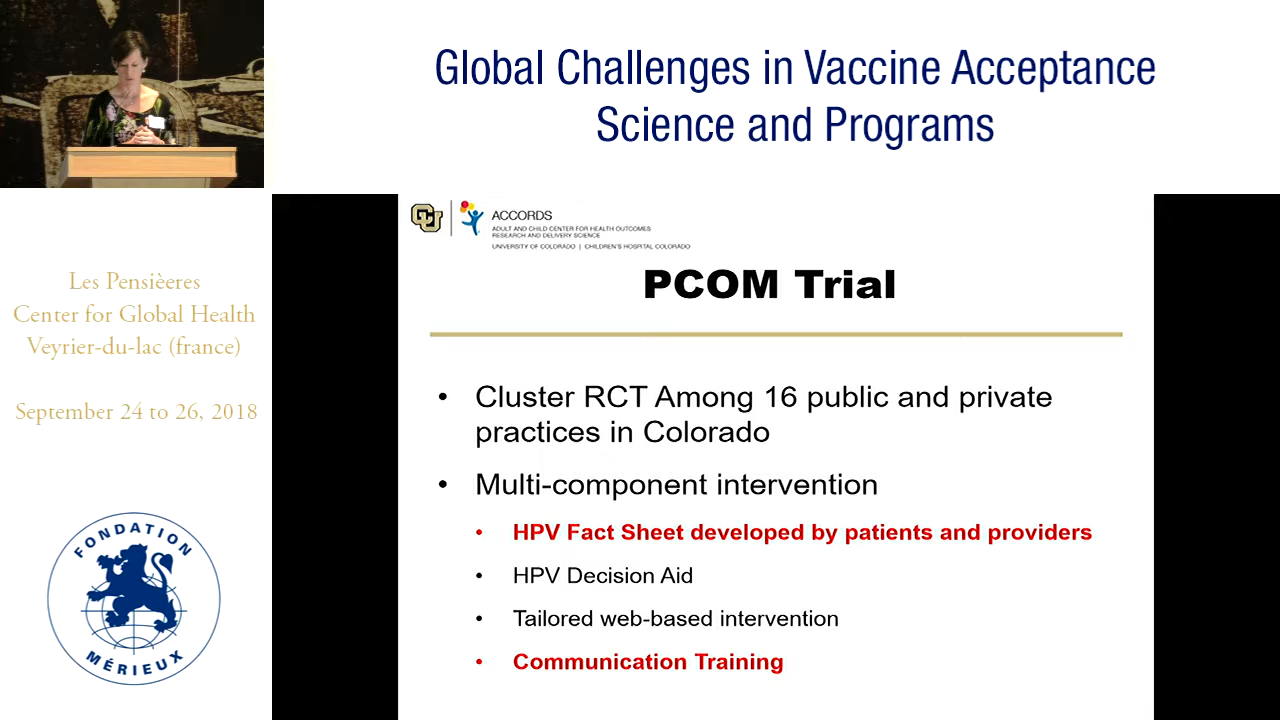 Global Challenges in Vaccine Acceptance
Science and Programs
Les Pensièeres
Center for Global Health
Veyrier-du-lac (france)
September 24 to 26, 2018
FONDATION
MÉRIEUX
CU
ACCORDS
ADULT AND CHILD CENTER FOR HEALTH OUTCOMES
RESEARCH AND DELIVERY SCIENCE
UNIVERSITY OF COLORADO | CHILDREN'S HOSPITAL COLORADO
PCOM Trial
• Cluster RCT Among 16 public and private
practices in Colorado
• Multi-component intervention
• HPV Fact Sheet developed by patients and providers
• HPV Decision Aid
• Tailored web-based intervention
• Communication Training